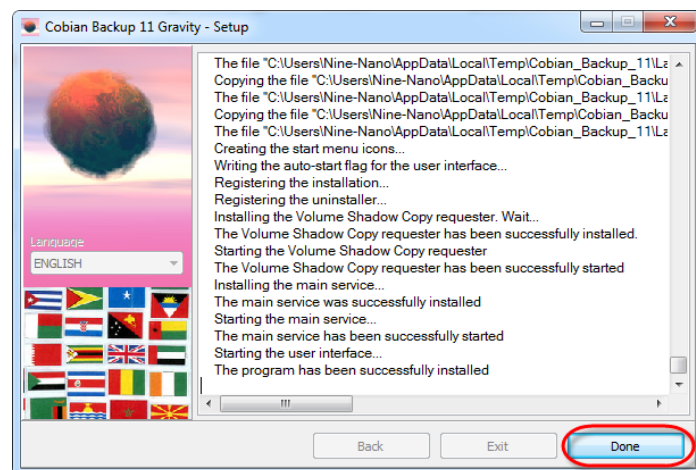 Cobian Backup 11 Gravity - Setup
The file "C:\Users\Nine-Nano\AppData\Local\Temp\Cobian_Backup_11\La
Copying the file "C:\Users\Nine-Nano\AppData\Local\Temp\Cobian_Backu
The file "C:\Users\Nine-Nano\AppData\Local\Temp\Cobian_Backup_11\La
Copying the file "C:\Users\Nine-Nano\AppData\Local\Temp\Cobian_Backu
The file "C:\Users\Nine-Nano\AppData\Local\Temp\Cobian_Backup_11\La
Creating the start menu icons...
Writing the auto-start flag for the user interface...
Registering the installation...
Registering the uninstaller...
Installing the Volume Shadow Copy requester. Wait...
The Volume Shadow Copy requester has been successfully installed.
Starting the Volume Shadow Copy requester
The Volume Shadow Copy requester has been successfully started
Installing the main service...
The main service was successfully installed
Starting the main service...
The main service has been successfully started
Starting the user interface...
The program has been successfully installed
Language
ENGLISH
Back
Exit
Done